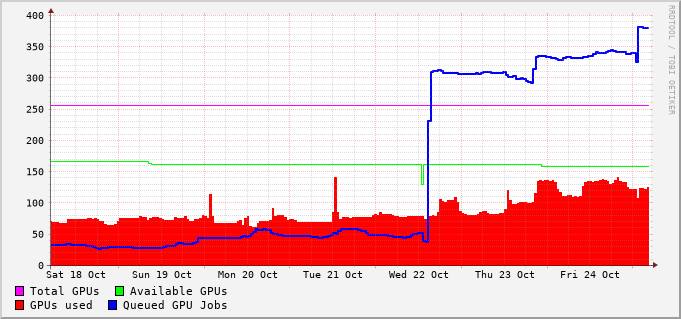 400
350
300
250
200
150
100
50
0
Sat 18 Oct Sun 19 Oct Mon 20 Oct Tue 21 Oct Wed 22 Oct Thu 23 Oct Fri 24 Oct
Total GPUs Available GPUs
GPUs used Queued GPU Jobs
RRDTOOL / TOBI OETIKER